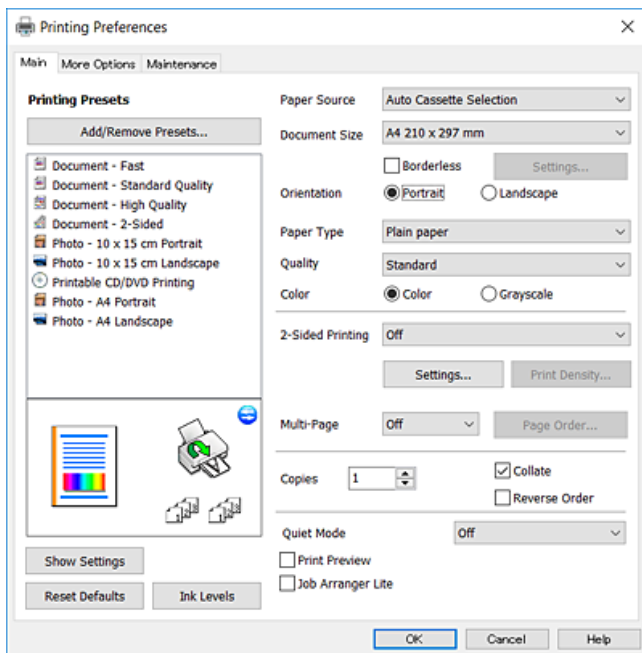 Printing Preferences
Main More Options Maintenance
Printing Presets
Add/Remove Presets...
Document - Fast
Document - Standard Quality
Document - High Quality
Document - 2-Sided
Photo - 10 x 15 cm Portrait
Photo - 10 x 15 cm Landscape
Printable CD/DVD Printing
Photo - A4 Portrait
Photo - A4 Landscape
Show Settings
Reset Defaults Ink Levels
Paper Source Auto Cassette Selection
Document Size A4 210 x 297 mm
Borderless Settings...
Orientation Portrait Landscape
Paper Type Plain paper
Quality Standard
Color Color Grayscale
2-Sided Printing Off
Settings... Print Density...
Multi-Page Off Page Order...
Copies 1 Collate
Reverse Order
Quiet Mode Off
Print Preview
Job Arranger Lite
OK Cancel Help